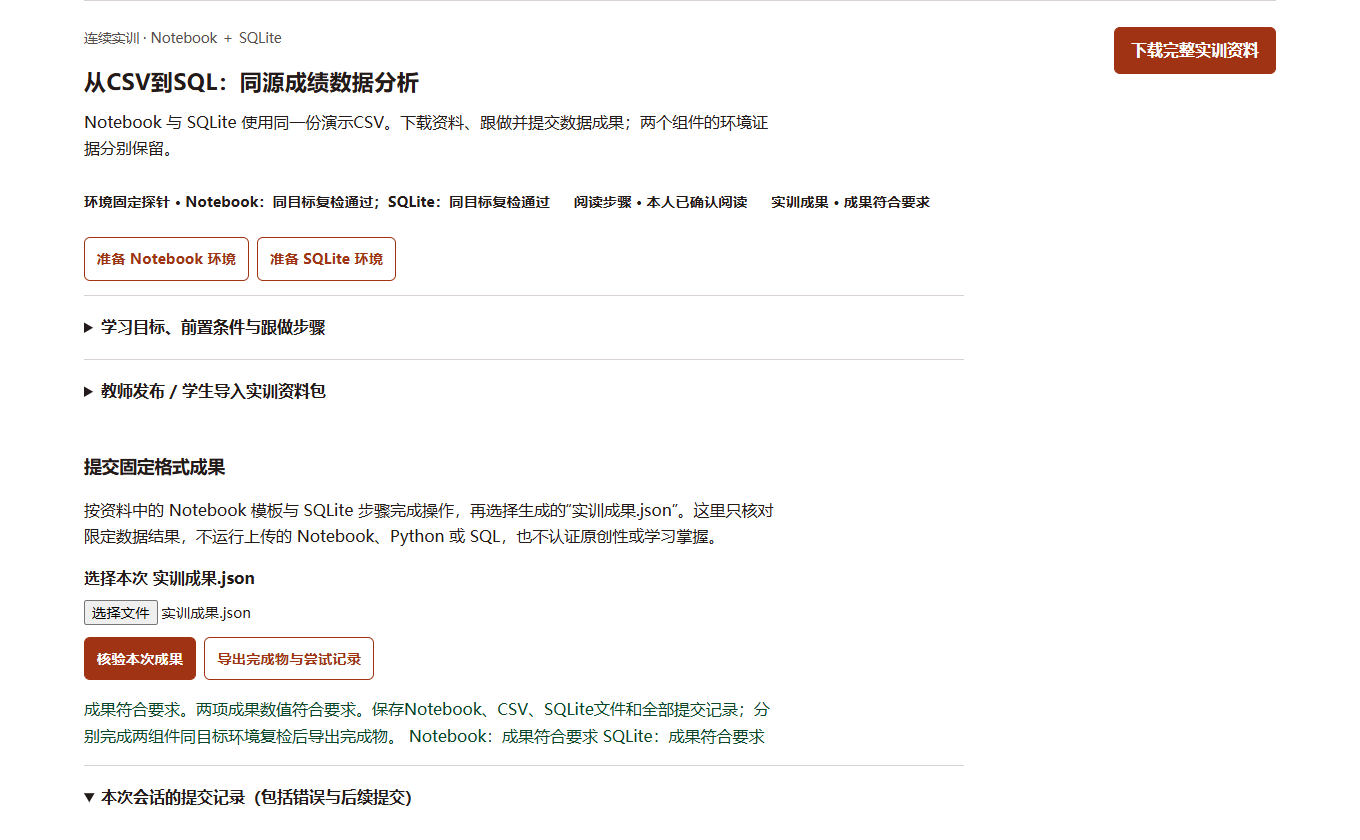 连续实训 · Notebook + SQLite
下载完整实训资料
从CSV到SQL：同源成绩数据分析
Notebook 与 SQLite 使用同一份演示CSV。下载资料、跟做并提交数据成果；两个组件的环境证
据分别保留。
环境固定探针 • Notebook：同目标复检通过；SQLite：同目标复检通过 阅读步骤 • 本人已确认阅读 实训成果 • 成果符合要求
准备 Notebook 环境 准备 SQLite 环境
▶ 学习目标、前置条件与跟做步骤
▶ 教师发布 / 学生导入实训资料包
提交固定格式成果
按资料中的 Notebook 模板与 SQLite 步骤完成操作，再选择生成的“实训成果.json”。这里只核对
限定数据结果，不运行上传的 Notebook、Python 或 SQL，也不认证原创性或学习掌握。
选择本次 实训成果.json
选择文件 实训成果.json
核验本次成果 导出完成物与尝试记录
成果符合要求。两项成果数值符合要求。保存Notebook、CSV、SQLite文件和全部提交记录；分
别完成两组件同目标环境复检后导出完成物。 Notebook：成果符合要求 SQLite：成果符合要求
▼ 本次会话的提交记录（包括错误与后续提交）